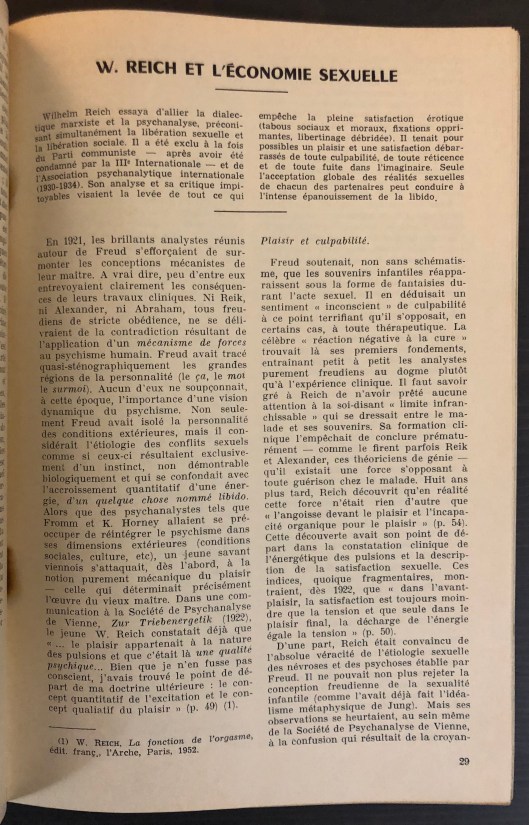 W. REICH ET L'ÉCONOMIE SEXUELLE
Wilhelm Reich essaya d'allier la dialec-
tique marxiste et la psychanalyse, préconi-
sant simultanément la libération sexuelle et
la libération sociale. Il a été exclu à la fois
du Parti communiste — après avoir été
condamné par la IIIe Internationale — et de
l'Association psychanalytique internationale
(1930-1934). Son analyse et sa critique impi-
toyables visaient la levée de tout ce qui
empêche la pleine satisfaction érotique
(tabous sociaux et moraux, fixations oppri-
mantes, libertinage débridée). Il tenait pour
possibles un plaisir et une satisfaction débar-
rassés de toute culpabilité, de toute réticence
et de toute fuite dans l'imaginaire. Seule
l'acceptation globale des réalités sexuelles
de chacun des partenaires peut conduire à
l'intense épanouissement de la libido.
En 1921, les brillants analystes réunis
autour de Freud s'efforçaient de sur-
monter les conceptions mécanistes de
leur maître. A vrai dire, peu d'entre eux
entrevoyaient clairement les conséquen-
ces de leurs travaux cliniques. Ni Reik,
ni Alexander, ni Abraham, tous freu-
diens de stricte obédience, ne se déli-
vraient de la contradiction résultant de
l'application d'un mécanisme de forces
au psychisme humain. Freud avait tracé
quasi-sténographiquement les grandes
régions de la personnalité (le ça, le moi
le surmoi). Aucun d'eux ne soupçonnait,
à cette époque, l'importance d'une vision
dynamique du psychisme. Non seule-
ment Freud avait isolé la personnalité
des conditions extérieures, mais il con-
sidérait l'étiologie des conflits sexuels
comme si ceux-ci résultaient exclusive-
ment d'un instinct, non démontrable
biologiquement et qui se confondait avec
l'accroissement quantitatif d'une éner-
gie, d'un quelque chose nommé libido.
Alors que des psychanalystes tels que
Fromm et K. Horney allaient se pré-
occuper de réintégrer le psychisme dans
ses dimensions extérieures (conditions
sociales, culture, etc), un jeune savant
viennois s'attaquait, dès l'abord, à la
notion purement mécanique du plaisir
— celle qui déterminait précisément
l'œuvre du vieux maître. Dans une com-
munication à la Société de Psychanalyse
de Vienne, Zur Triebenergetik (1922),
le jeune W. Reich constatait déjà que
« ... le plaisir appartenait à la nature
des pulsions et que c'était là une qualité
psychique... Bien que je n'en fusse pas
conscient, j'avais trouvé le point de dé-
part de ma doctrine ultérieure : le con-
cept quantitatif de l'excitation et le con-
cept qualiatif du plaisir » (p. 49) (1).
(1) W. REICH, La fonction de l'orgasme,
édit. franç., l'Arche, Paris, 1952.
Plaisir et culpabilité.
Freud soutenait, non sans schématis-
me, que les souvenirs infantiles réappa-
raissent sous la forme de fantaisies du-
rant l'acte sexuel. Il en déduisait un
sentiment « inconscient » de culpabilité
à ce point terrifiant qu'il s'opposait, en
certains cas, à toute thérapeutique. La
célèbre « réaction négative à la cure »
trouvait là ses premiers fondements,
entraînant petit à petit les analystes
purement freudiens au dogme plutôt
qu'à l'expérience clinique. Il faut savoir
gré à Reich de n'avoir prêté aucune
attention à la soi-disant « limite infran-
chissable » qui se dressait entre le ma-
lade et ses souvenirs. Sa formation cli-
nique l'empêchait de conclure prématu-
rément — comme le firent parfois Reik
et Alexander, ces théoriciens de génie —
qu'il existait une force s'opposant à
toute guérison chez le malade. Huit ans
plus tard, Reich découvrit qu'en réalité
cette force n'était rien d'autre que
« l'angoisse devant le plaisir et l'incapa-
cité organique pour le plaisir » (p. 54).
Cette découverte avait son point de dé-
part dans la constatation clinique de
l'énergétique des pulsions et la descrip-
tion de la satisfaction sexuelle. Ces
indices, quoique fragmentaires, mon-
traient, dès 1922, que « dans l'avant-
plaisir, la satisfaction est toujours moin-
dre que la tension et que seule dans le
plaisir final, la décharge de l'énergie
égale la tension » (p. 50).
D'une part, Reich était convaincu de
l'absolue véracité de l'étiologie sexuelle
des névroses et des psychoses établie par
Freud. Il ne pouvait non plus rejeter la
conception freudienne de la sexualité
infantile (comme l'avait déjà fait l'idéa-
lisme métaphysique de Jung). Mais ses
observations se heurtaient, au sein même
de la Société de Psychanalyse de Vienne,
à la confusion qui résultait de la croyan-
29